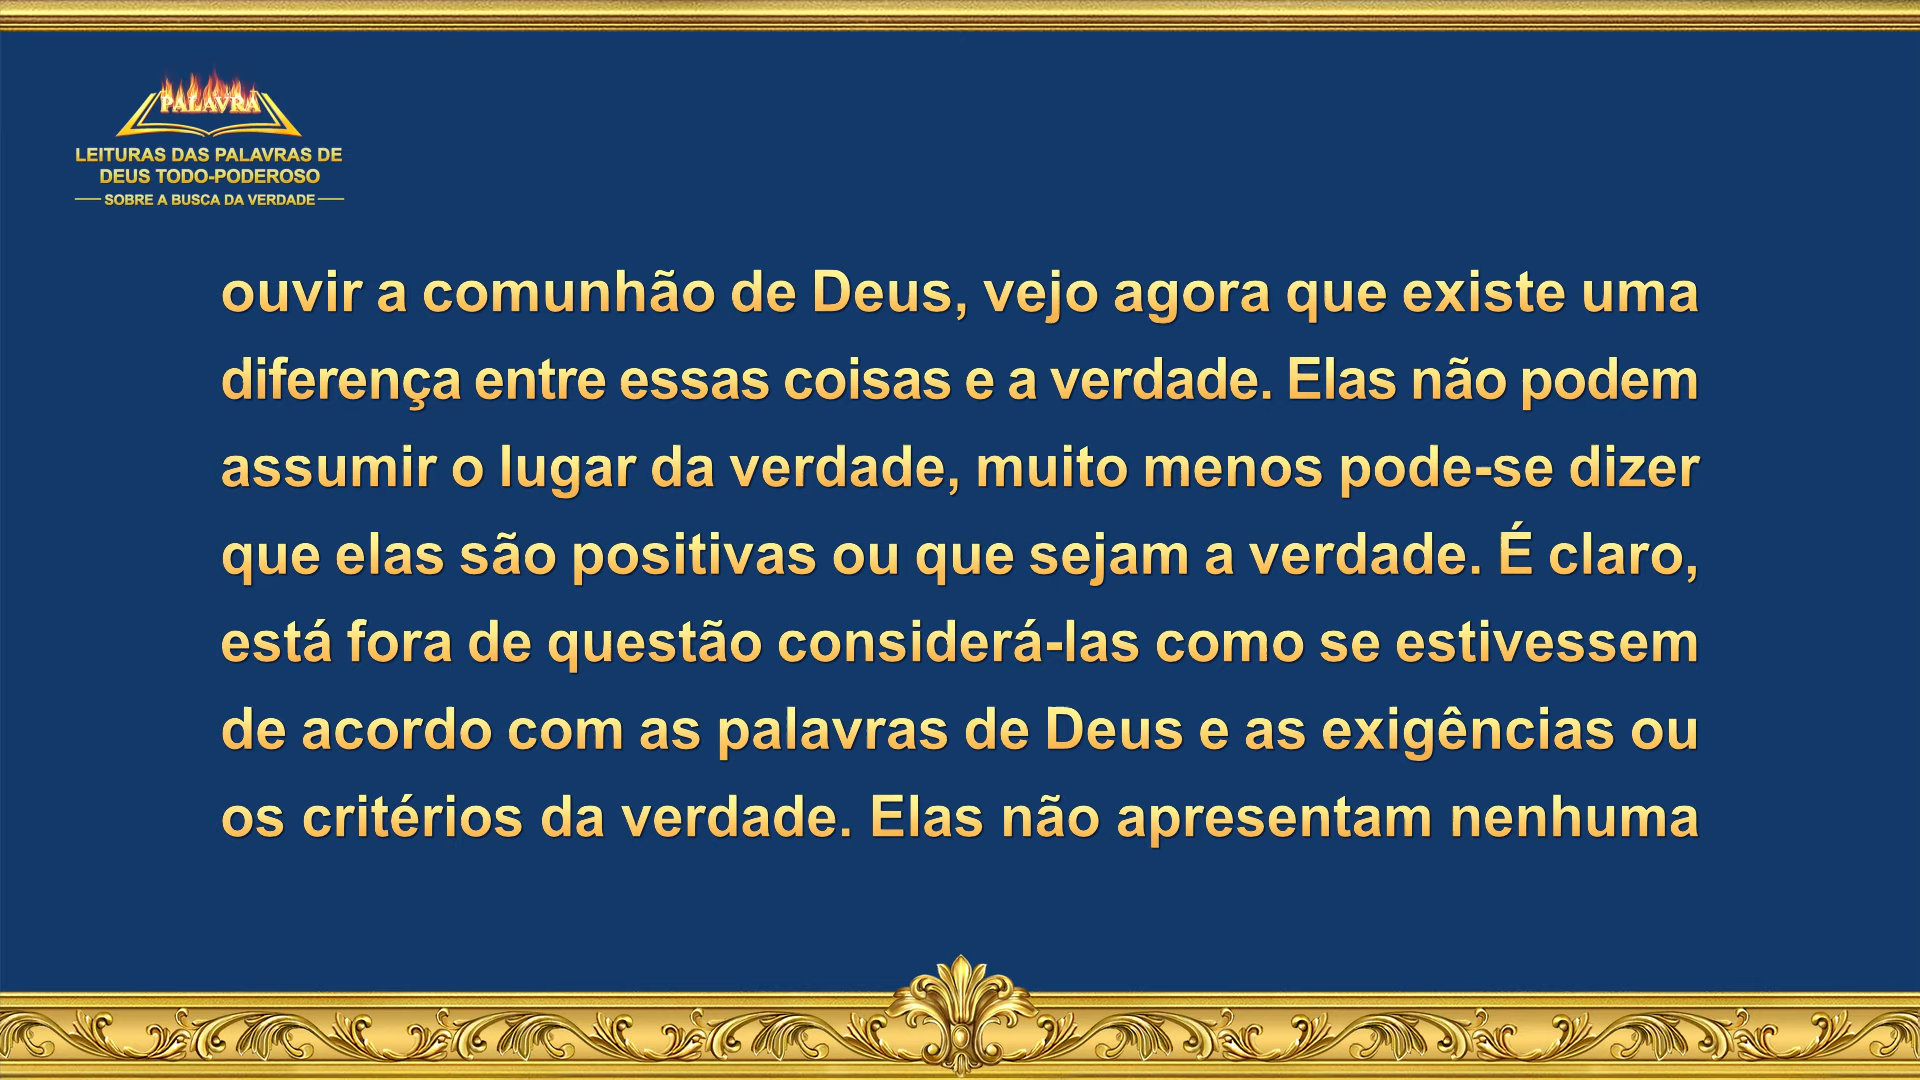 PALAVRA
LEITURAS DAS PALAVRAS DE
DEUS TODO-PODEROSO
SOBRE A BUSCA DA VERDADE
ouvir a comunhão de Deus, vejo agora que existe uma
diferença entre essas coisas e a verdade. Elas não podem
assumir o lugar da verdade, muito menos pode-se dizer
que elas são positivas ou que sejam a verdade. É claro,
está fora de questão considerá-las como se estivessem
de acordo com as palavras de Deus e as exigências ou
os critérios da verdade. Elas não apresentam nenhuma